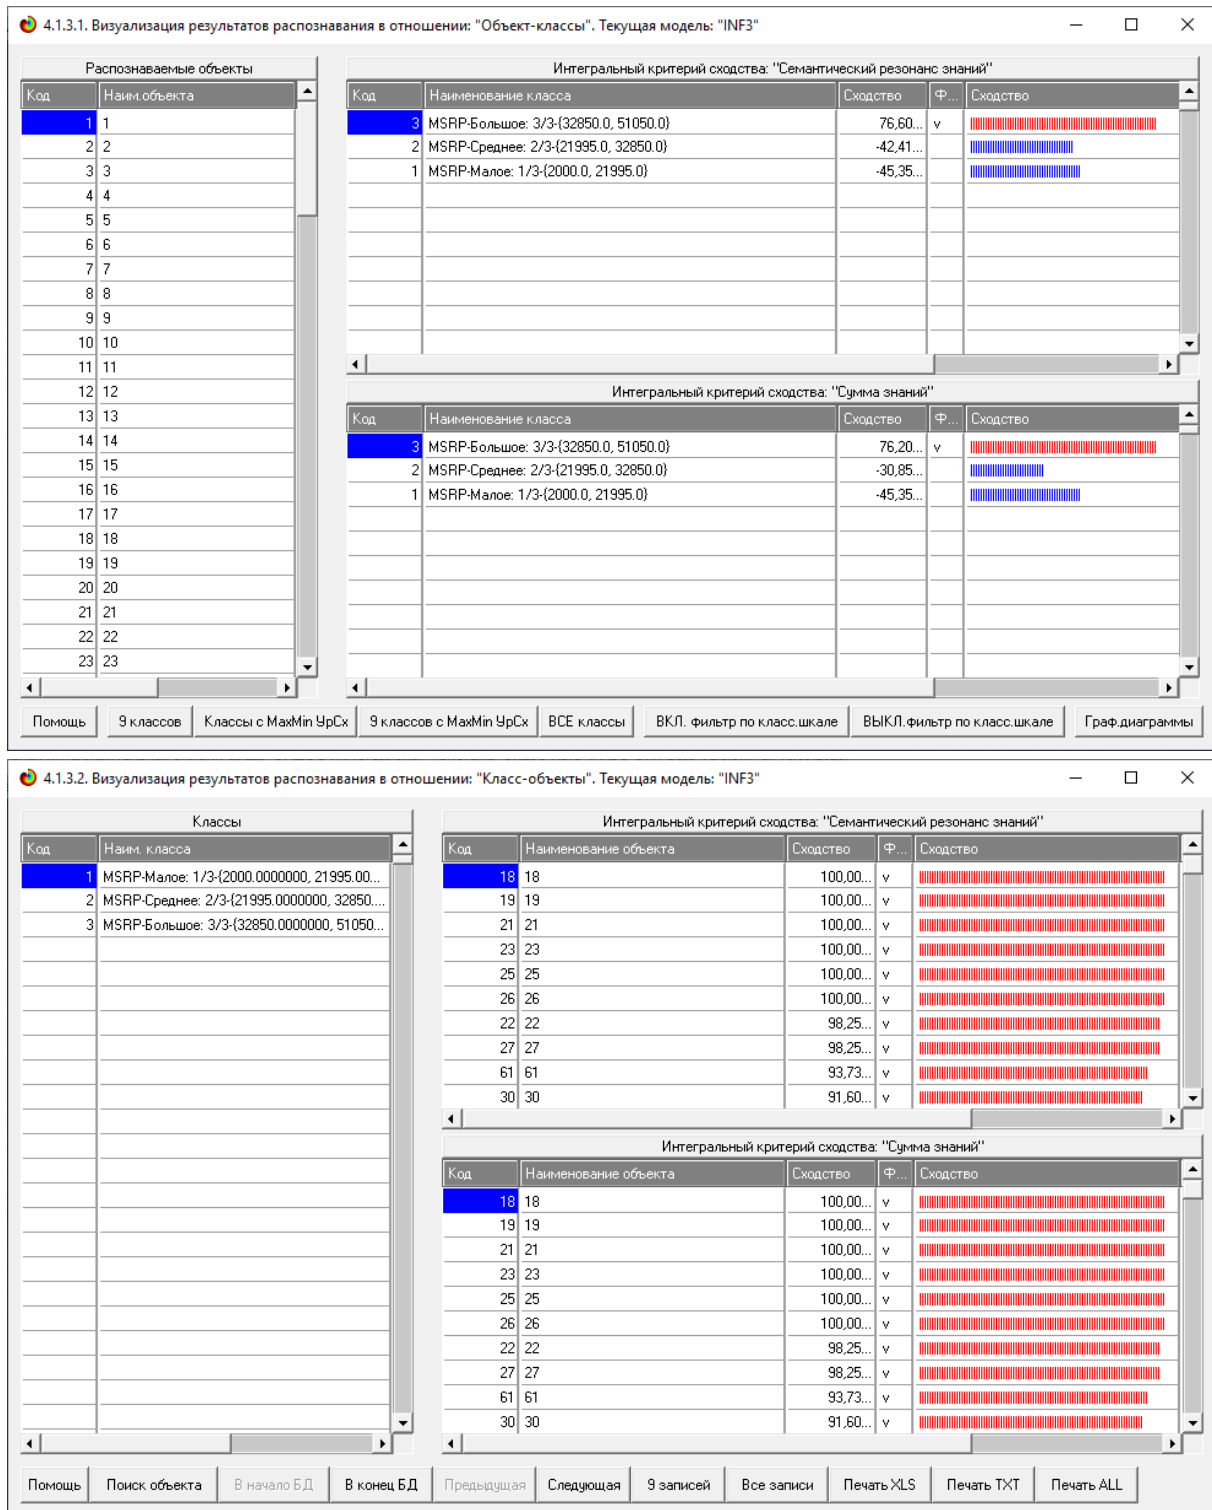 4.1.3.1. Визуализация результатов распознавания в отношении: "Объект-классы". Текущая модель: "INF3"
Распознаваемые объекты
Код Наим.объекта
1 1
2 2
3 3
4 4
5 5
6 6
7 7
8 8
9 9
10 10
11 11
12 12
13 13
14 14
15 15
16 16
17 17
18 18
19 19
20 20
21 21
22 22
23 23
Интегральный критерий сходства: "Семантический резонанс знаний"
Код Наименование класса Сходство Ф... Сходство
3 MSRP-Большое: 3/3-{32850.0, 51050.0} 76,60... v
2 MSRP-Среднее: 2/3-{21995.0, 32850.0} -42,41...
1 MSRP-Малое: 1/3-{2000.0, 21995.0} -45,35...
Интегральный критерий сходства: "Сумма знаний"
Код Наименование класса Сходство Ф... Сходство
3 MSRP-Большое: 3/3-{32850.0, 51050.0} 76,20... v
2 MSRP-Среднее: 2/3-{21995.0, 32850.0} -30,85...
1 MSRP-Малое: 1/3-{2000.0, 21995.0} -45,35...
Помощь 9 классов Классы с MaxMin УрСх 9 классов с MaxMin УрСх ВСЕ классы ВКЛ. фильтр по класс.шкале ВЫКЛ.фильтр по класс.шкале Граф.диаграммы
4.1.3.2. Визуализация результатов распознавания в отношении: "Класс-объекты". Текущая модель: "INF3"
Классы
Код Наим. класса
1 MSRP-Малое: 1/3-{2000.0000000, 21995.00...
2 MSRP-Среднее: 2/3-{21995.0000000, 32850....
3 MSRP-Большое: 3/3-{32850.0000000, 51050...
Интегральный критерий сходства: "Семантический резонанс знаний"
Код Наименование объекта Сходство Ф... Сходство
18 18 100,00... v
19 19 100,00... v
21 21 100,00... v
23 23 100,00... v
25 25 100,00... v
26 26 100,00... v
22 22 98,25... v
27 27 98,25... v
61 61 93,73... v
30 30 91,60... v
Интегральный критерий сходства: "Сумма знаний"
Код Наименование объекта Сходство Ф... Сходство
18 18 100,00... v
19 19 100,00... v
21 21 100,00... v
23 23 100,00... v
25 25 100,00... v
26 26 100,00... v
22 22 98,25... v
27 27 98,25... v
61 61 93,73... v
30 30 91,60... v
Помощь Поиск объекта В начало БД В конец БД Предыдущая Следующая 9 записей Все записи Печать XLS Печать TXT Печать ALL